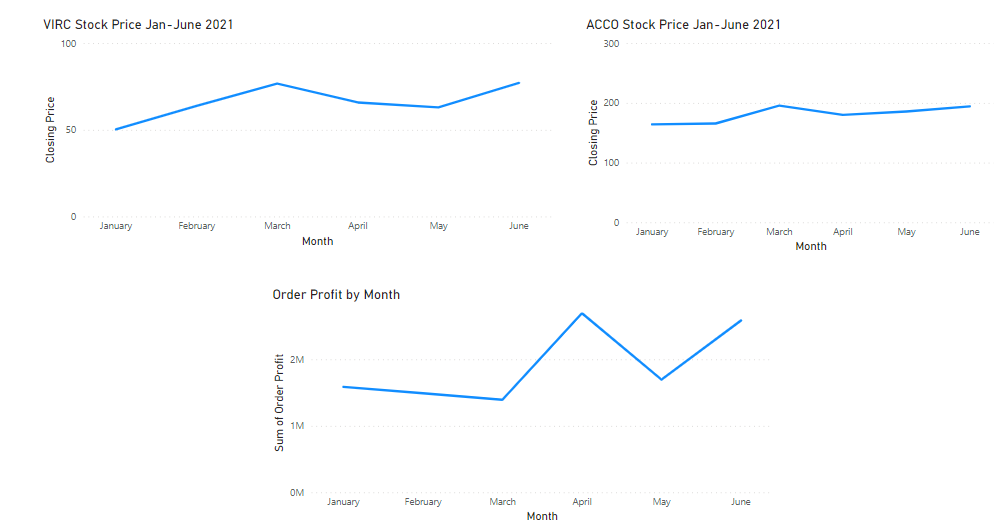 VIRC Stock Price Jan-June 2021
100
50
0
Closing Price
January February March April May June
Month
ACCO Stock Price Jan-June 2021
300
200
100
0
Closing Price
January February March April May June
Month
Order Profit by Month
2M
1M
0M
Sum of Order Profit
January February March April May June
Month